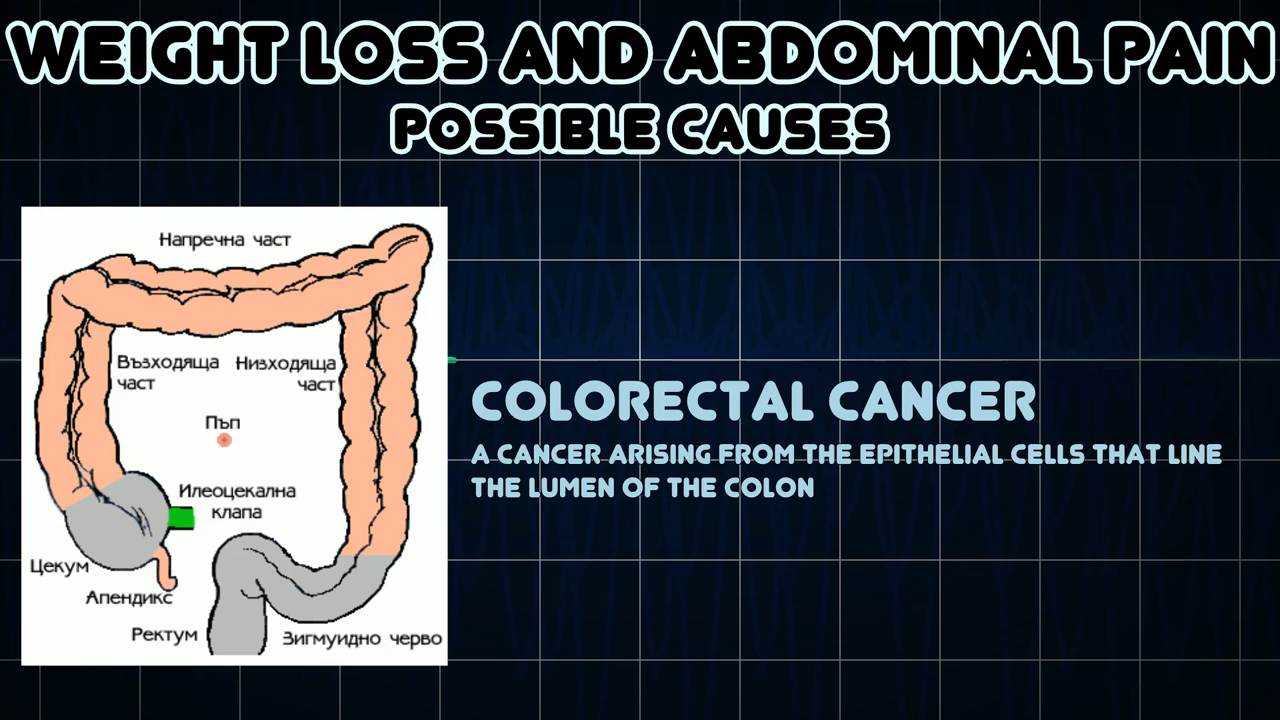 WEIGHT LOSS AND ABDOMINAL PAIN
POSSIBLE CAUSES
Напречна част
Възходяща
част
Низходяща
част
Пъп
Илеоцекална
клапа
Цекум
Апендикс
Ректум
Зигмуидно черво
COLORECTAL CANCER
A CANCER ARISING FROM THE EPITHELIAL CELLS THAT LINE
THE LUMEN OF THE COLON